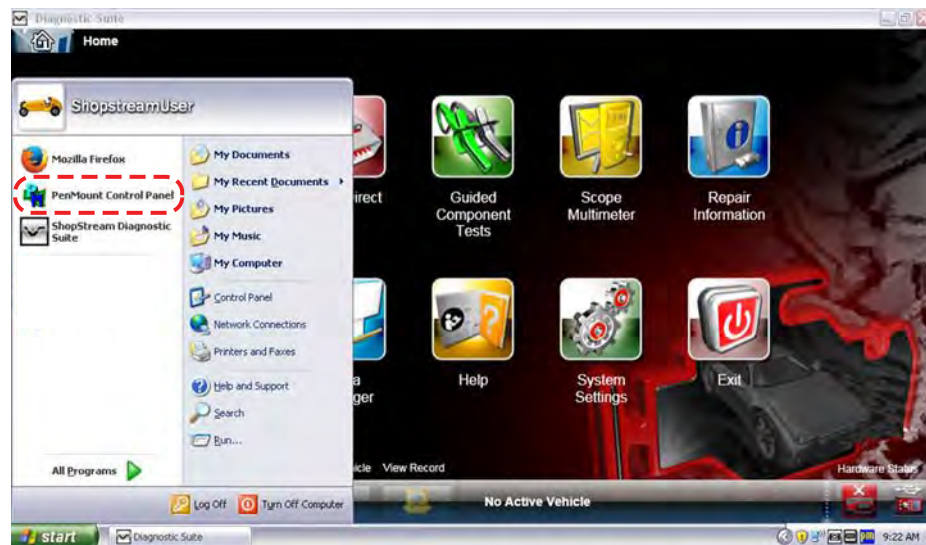 Diagnostic Suite
Home
ShopstreamUser
Mozilla Firefox
PenMount Control Panel
ShopStream Diagnostic
Suite
All Programs
My Documents
My Recent Documents
My Pictures
My Music
My Computer
Control Panel
Network Connections
Printers and Faxes
Help and Support
Search
Run...
Log Off
Turn Off Computer
irect
Guided
Component
Tests
Scope
Multimeter
Repair
Information
a
ger
Help
System
Settings
Exit
icle
View Record
Hardware Status
No Active Vehicle
start
Diagnostic Suite
pm
9:22 AM